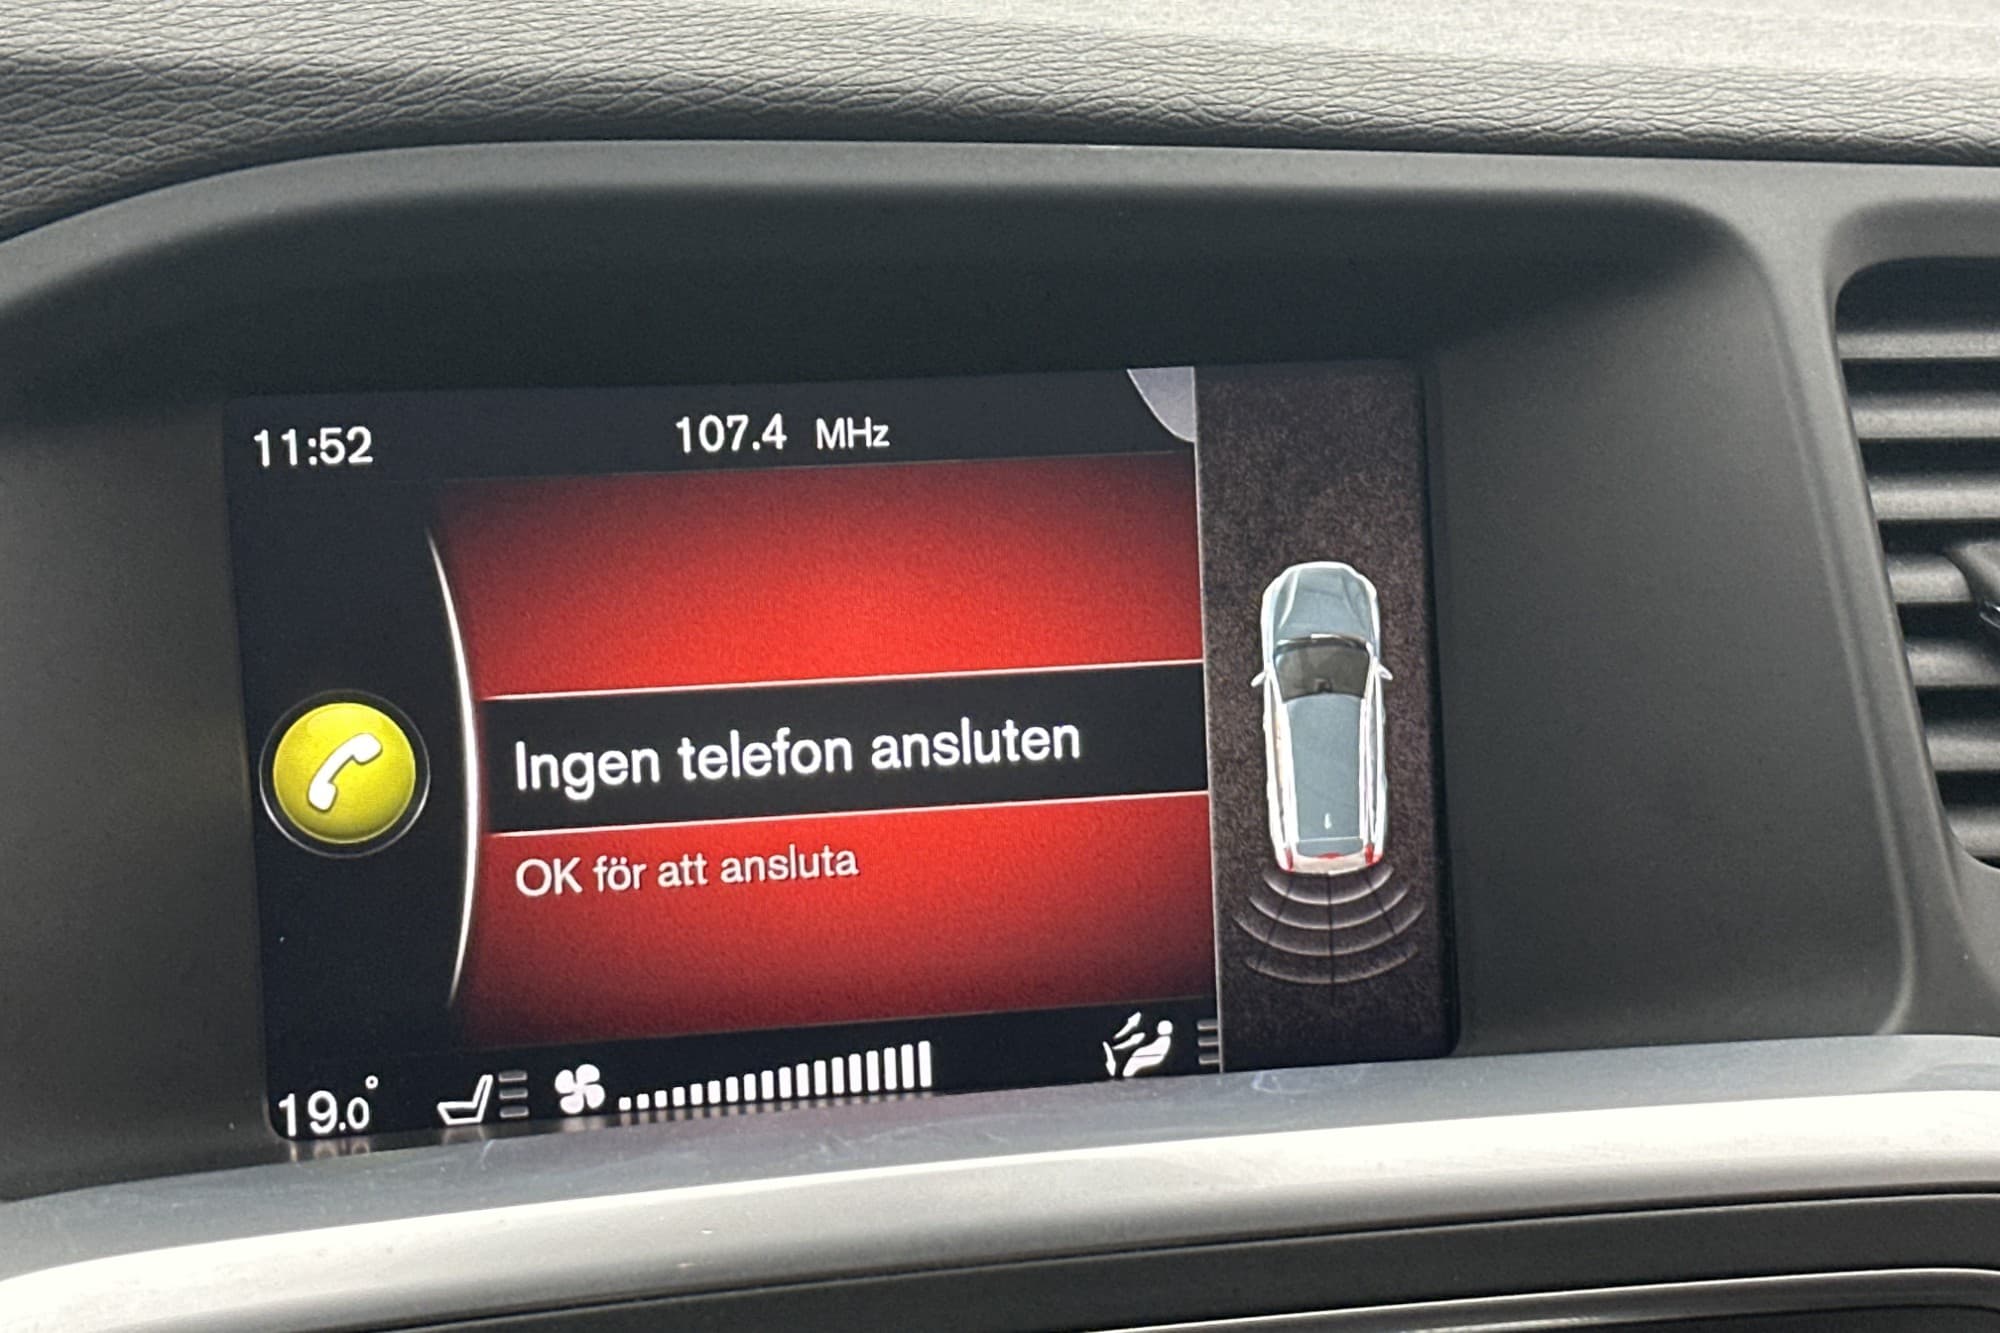 11:52
107.4 MHz
Ingen telefon ansluten
OK för att ansluta
19.0°